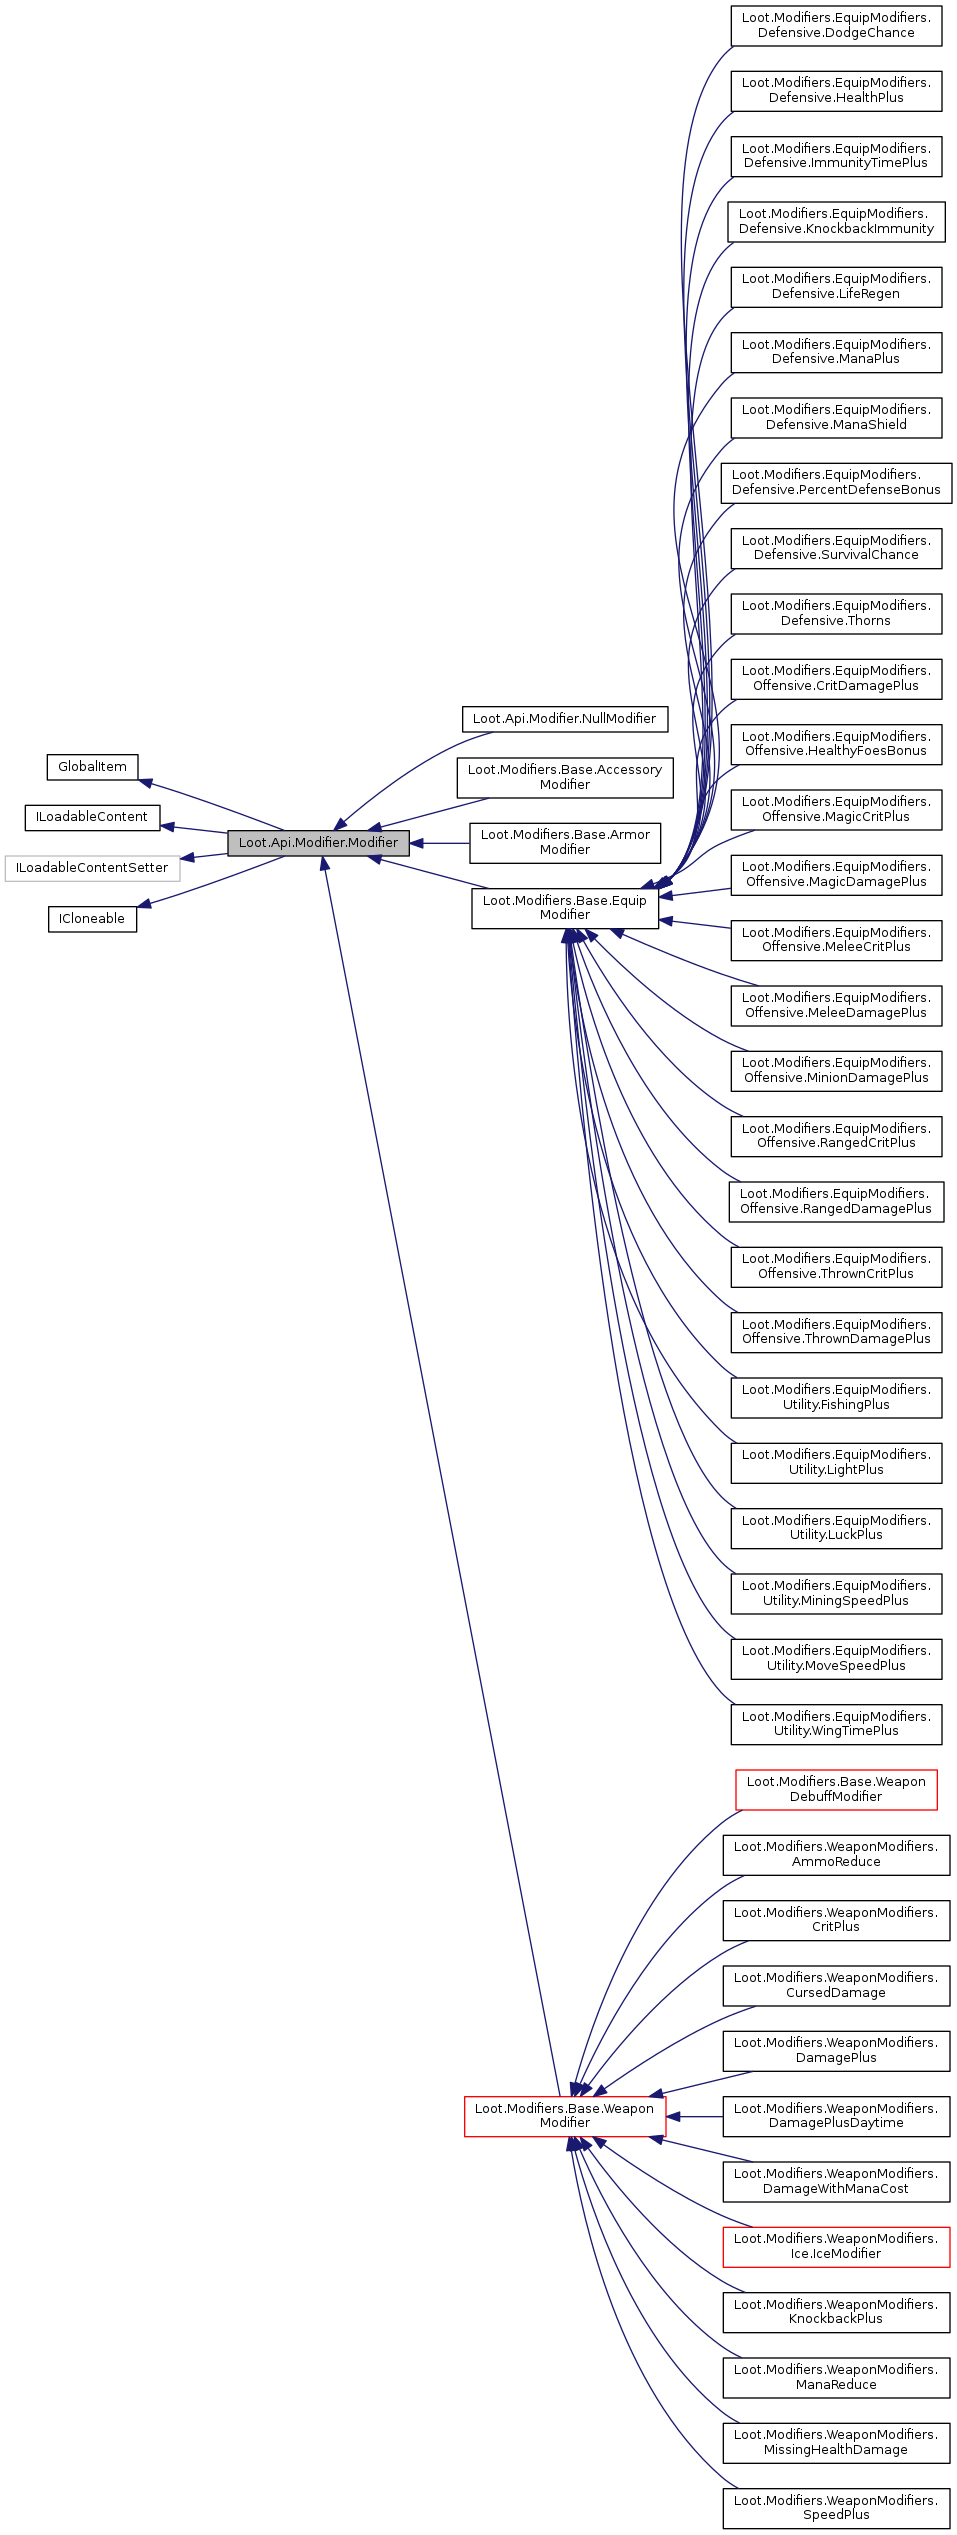 GlobalItem
ILoadableContent
ILoadableContentSetter
ICloneable
Loot.Api.Modifier.Modifier
Loot.Api.Modifier.NullModifier
Loot.Modifiers.Base.Accessory
Modifier
Loot.Modifiers.Base.Armor
Modifier
Loot.Modifiers.Base.Equip
Modifier
Loot.Modifiers.Base.Weapon
Modifier
Loot.Modifiers.EquipModifiers.
Defensive.DodgeChance
Loot.Modifiers.EquipModifiers.
Defensive.HealthPlus
Loot.Modifiers.EquipModifiers.
Defensive.ImmunityTimePlus
Loot.Modifiers.EquipModifiers.
Defensive.KnockbackImmunity
Loot.Modifiers.EquipModifiers.
Defensive.LifeRegen
Loot.Modifiers.EquipModifiers.
Defensive.ManaPlus
Loot.Modifiers.EquipModifiers.
Defensive.ManaShield
Loot.Modifiers.EquipModifiers.
Defensive.PercentDefenseBonus
Loot.Modifiers.EquipModifiers.
Defensive.SurvivalChance
Loot.Modifiers.EquipModifiers.
Defensive.Thorns
Loot.Modifiers.EquipModifiers.
Offensive.CritDamagePlus
Loot.Modifiers.EquipModifiers.
Offensive.HealthyFoesBonus
Loot.Modifiers.EquipModifiers.
Offensive.MagicCritPlus
Loot.Modifiers.EquipModifiers.
Offensive.MagicDamagePlus
Loot.Modifiers.EquipModifiers.
Offensive.MeleeCritPlus
Loot.Modifiers.EquipModifiers.
Offensive.MeleeDamagePlus
Loot.Modifiers.EquipModifiers.
Offensive.MinionDamagePlus
Loot.Modifiers.EquipModifiers.
Offensive.RangedCritPlus
Loot.Modifiers.EquipModifiers.
Offensive.RangedDamagePlus
Loot.Modifiers.EquipModifiers.
Offensive.ThrownCritPlus
Loot.Modifiers.EquipModifiers.
Offensive.ThrownDamagePlus
Loot.Modifiers.EquipModifiers.
Utility.FishingPlus
Loot.Modifiers.EquipModifiers.
Utility.LightPlus
Loot.Modifiers.EquipModifiers.
Utility.LuckPlus
Loot.Modifiers.EquipModifiers.
Utility.MiningSpeedPlus
Loot.Modifiers.EquipModifiers.
Utility.MoveSpeedPlus
Loot.Modifiers.EquipModifiers.
Utility.WingTimePlus
Loot.Modifiers.Base.Weapon
DebuffModifier
Loot.Modifiers.WeaponModifiers.
AmmoReduce
Loot.Modifiers.WeaponModifiers.
CritPlus
Loot.Modifiers.WeaponModifiers.
CursedDamage
Loot.Modifiers.WeaponModifiers.
DamagePlus
Loot.Modifiers.WeaponModifiers.
DamagePlusDaytime
Loot.Modifiers.WeaponModifiers.
DamageWithManaCost
Loot.Modifiers.WeaponModifiers.
Ice.IceModifier
Loot.Modifiers.WeaponModifiers.
KnockbackPlus
Loot.Modifiers.WeaponModifiers.
ManaReduce
Loot.Modifiers.WeaponModifiers.
MissingHealthDamage
Loot.Modifiers.WeaponModifiers.
SpeedPlus